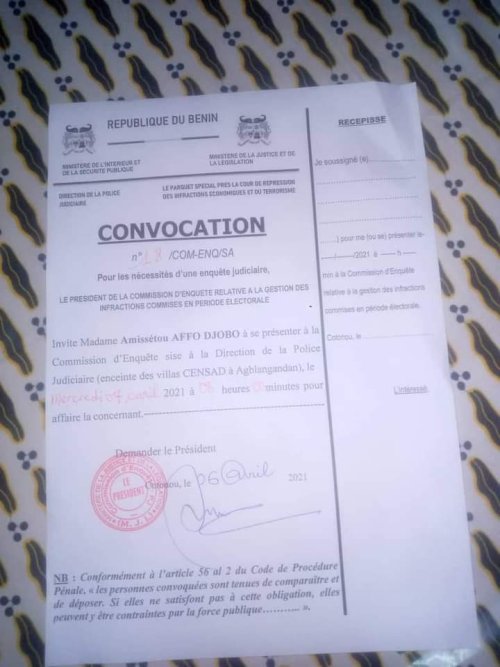 REPUBLIQUE DU BENIN
MINISTERE DE L'INTERIEUR ET
DE LA SECURITE PUBLIQUE
MINISTERE DE LA JUSTICE ET DE
LA LEGISLATION
DIRECTION DE LA POLICE
JUDICIAIRE
LE PARQUET SPECIAL PRES LA COUR DE REPRESSION
DES INFRACTIONS ECONOMIQUES ET DU TERRORISME
CONVOCATION
n° 18 /COM-ENQ/SA
Pour les nécessités d'une enquête judiciaire,
LE PRESIDENT DE LA COMMISSION D'ENQUETE RELATIVE A LA GESTION DES
INFRACTIONS COMMISES EN PERIODE ÉLECTORALE
Invite Madame Amissétou AFFO DJOBO à se présenter à la
Commission d'Enquête sise à la Direction de la Police
Judiciaire (enceinte des villas CENSAD à Agblangandan), le
Mercredi avril 2021 à 08 heures 00 minutes pour
affaire la concernant.
Demander le Président
LE PRESIDENT
Cotonou, le 06 avril 2021
NB : Conformément à l'article 56 al 2 du Code de Procédure
Pénale, « les personnes convoquées sont tenues de comparaître et
de déposer. Si elles ne satisfont pas à cette obligation, elles
peuvent y être contraintes par la force publique……….. ».
RECEPISSE
Je soussigné (e)
) pour me (ou se) présenter le
/ /2021 à h
min à la Commission d'Enquête
relative à la gestion des infractions
commises en période électorale.
Cotonou, le
L'intéressé